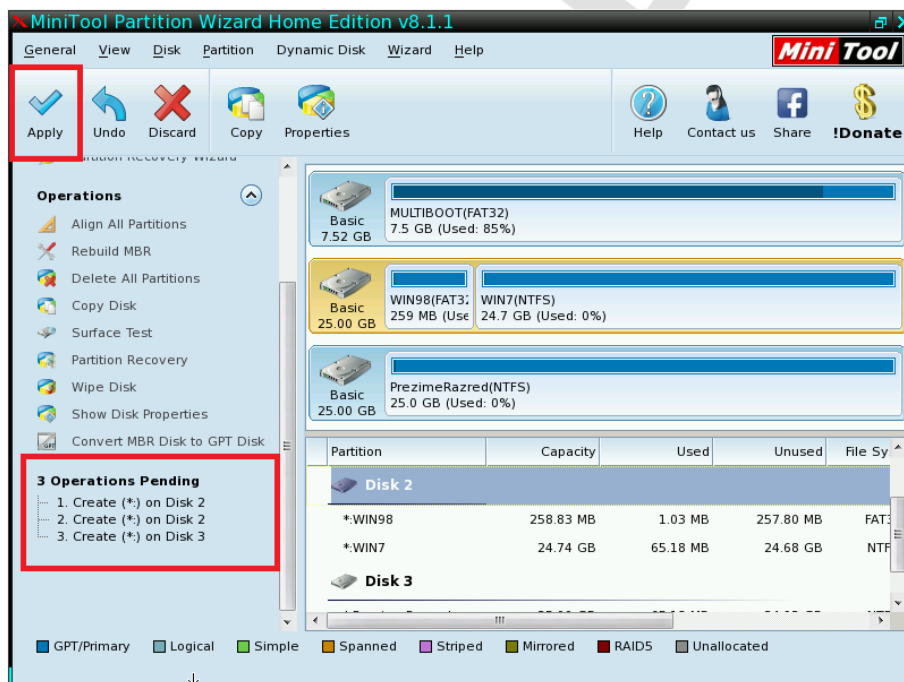 MiniTool Partition Wizard Home Edition v8.1.1
General View Disk Partition Dynamic Disk Wizard Help
Mini Tool
Apply Undo Discard Copy Properties Help Contact us Share !Donate
Partition Recovery Wizard
Operations
Align All Partitions
Rebuild MBR
Delete All Partitions
Copy Disk
Surface Test
Partition Recovery
Wipe Disk
Show Disk Properties
Convert MBR Disk to GPT Disk
3 Operations Pending
1. Create (*:) on Disk 2
2. Create (*:) on Disk 2
3. Create (*:) on Disk 3
Basic
7.52 GB
MULTIBOOT(FAT32)
7.5 GB (Used: 85%)
Basic
25.00 GB
WIN98(FAT32 WIN7(NTFS)
259 MB (Use 24.7 GB (Used: 0%)
Basic
25.00 GB
PrezimeRazred(NTFS)
25.0 GB (Used: 0%)
Partition Capacity Used Unused File Sy
Disk 2
*:WIN98 258.83 MB 1.03 MB 257.80 MB FAT3
*:WIN7 24.74 GB 65.18 MB 24.68 GB NTF
Disk 3
GPT/Primary Logical Simple Spanned Striped Mirrored RAID5 Unallocated